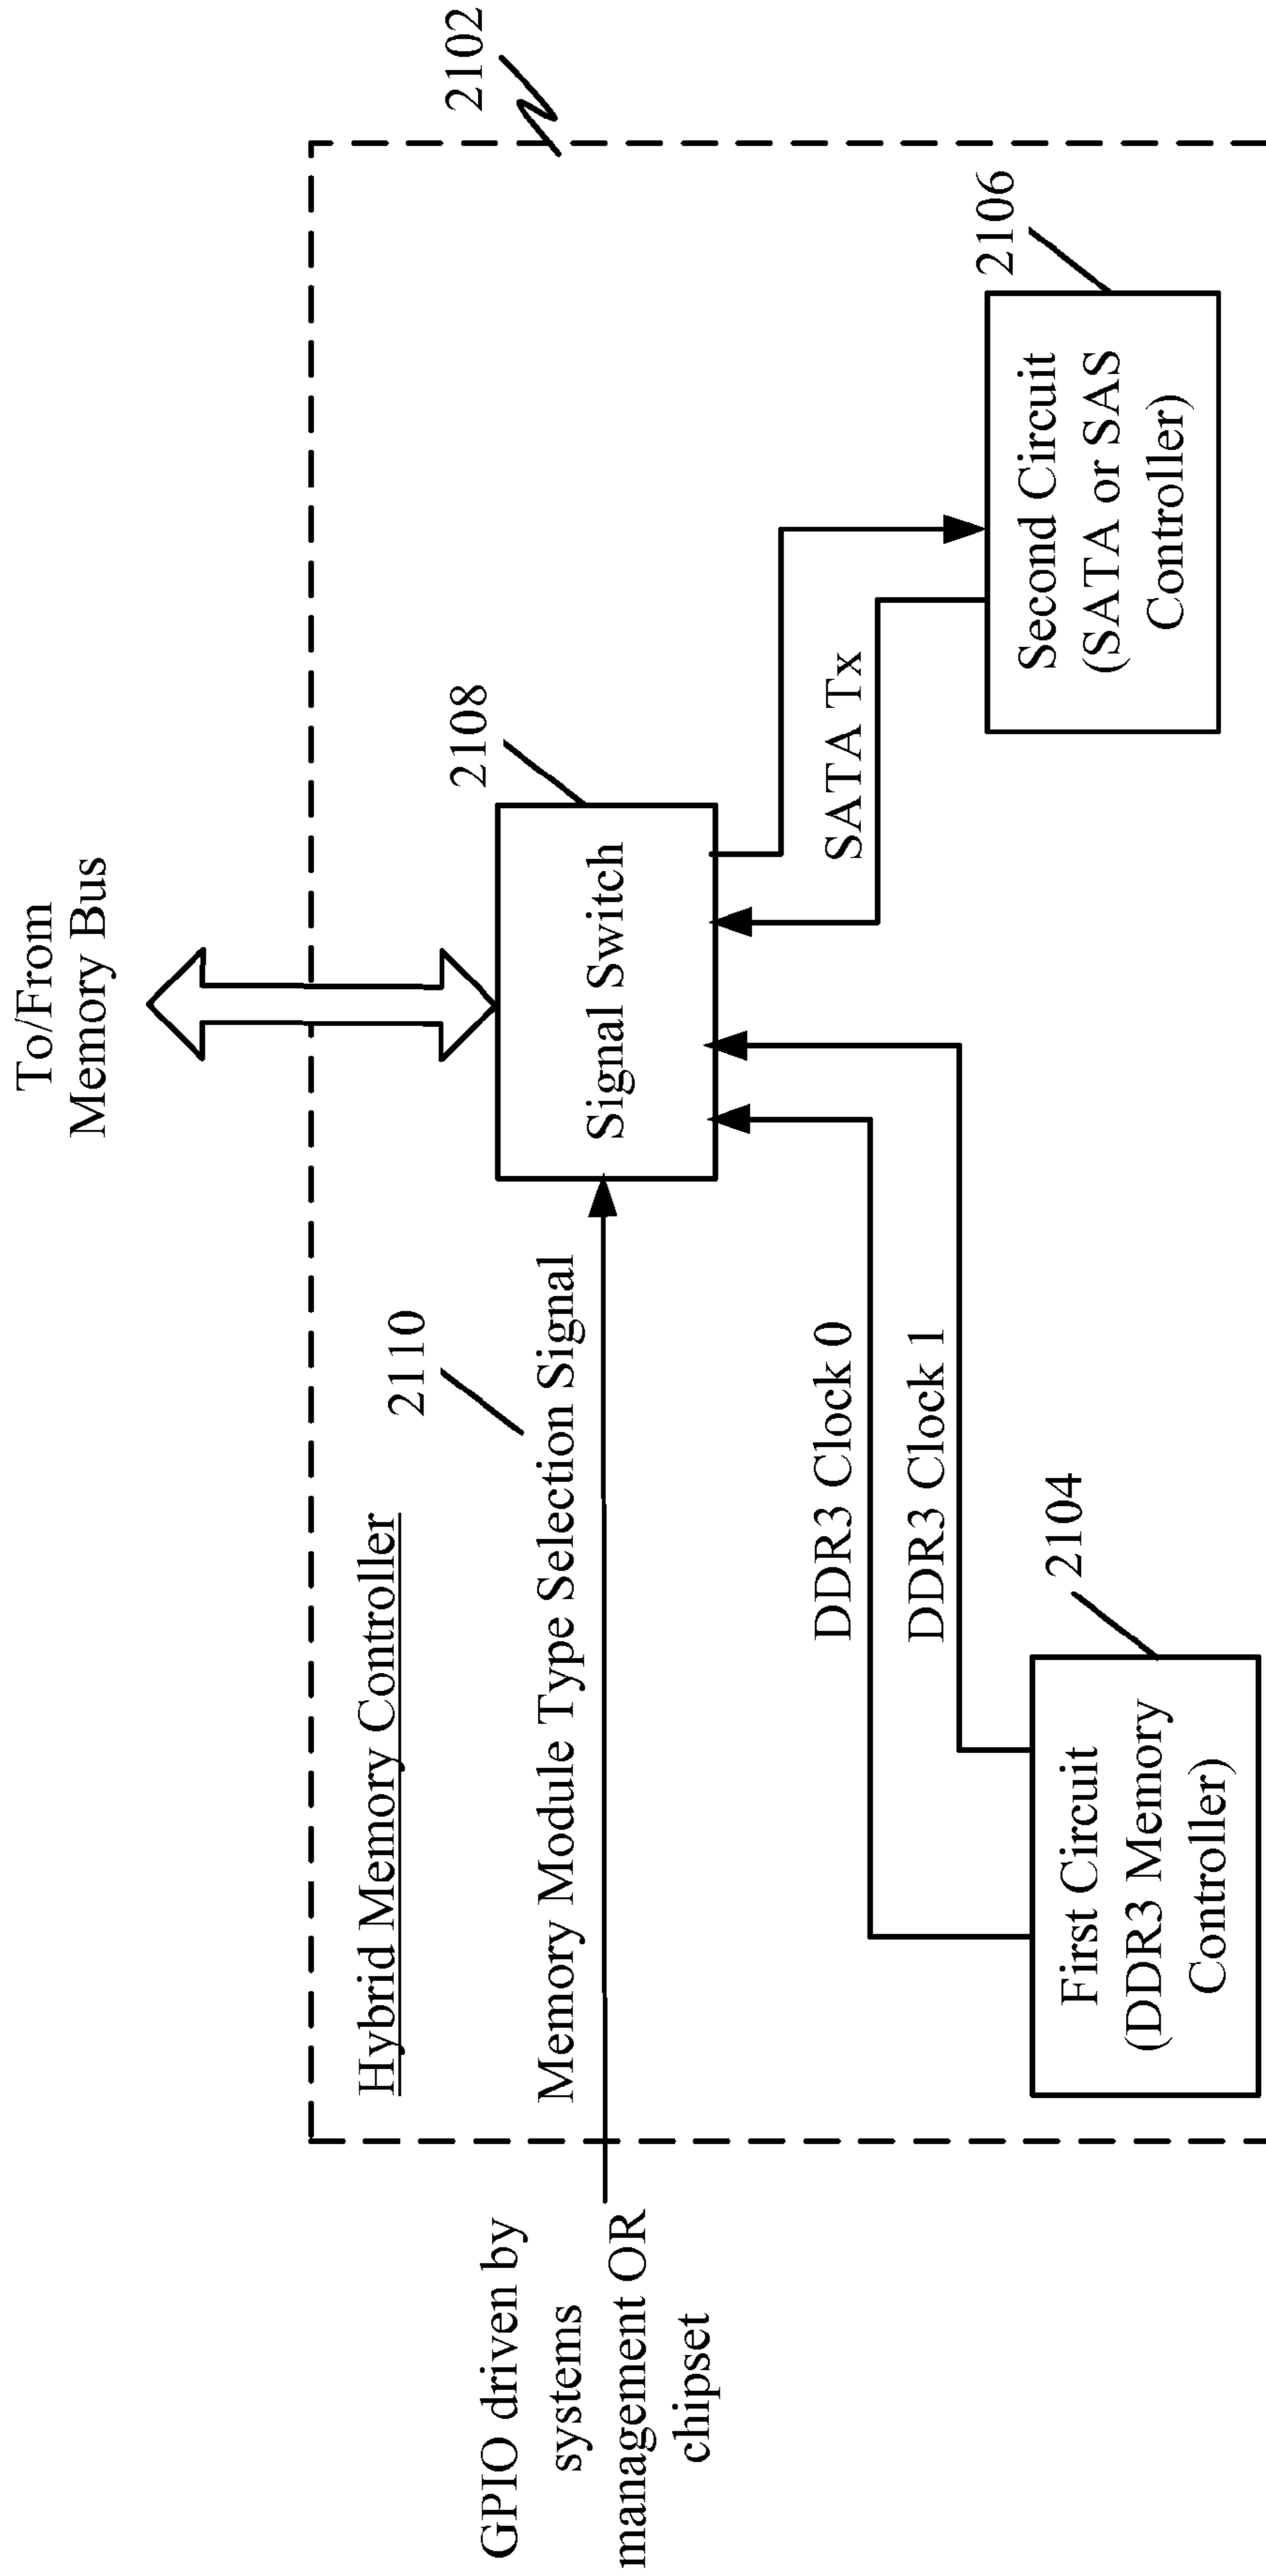 To/From
Memory Bus
2102
Hybrid Memory Controller
2110
Memory Module Type Selection Signal
GPIO driven by
systems
management OR
chipset
2108
Signal Switch
DDR3 Clock 0
DDR3 Clock 1
SATA Tx
2104
First Circuit
(DDR3 Memory
Controller)
2106
Second Circuit
(SATA or SAS
Controller)